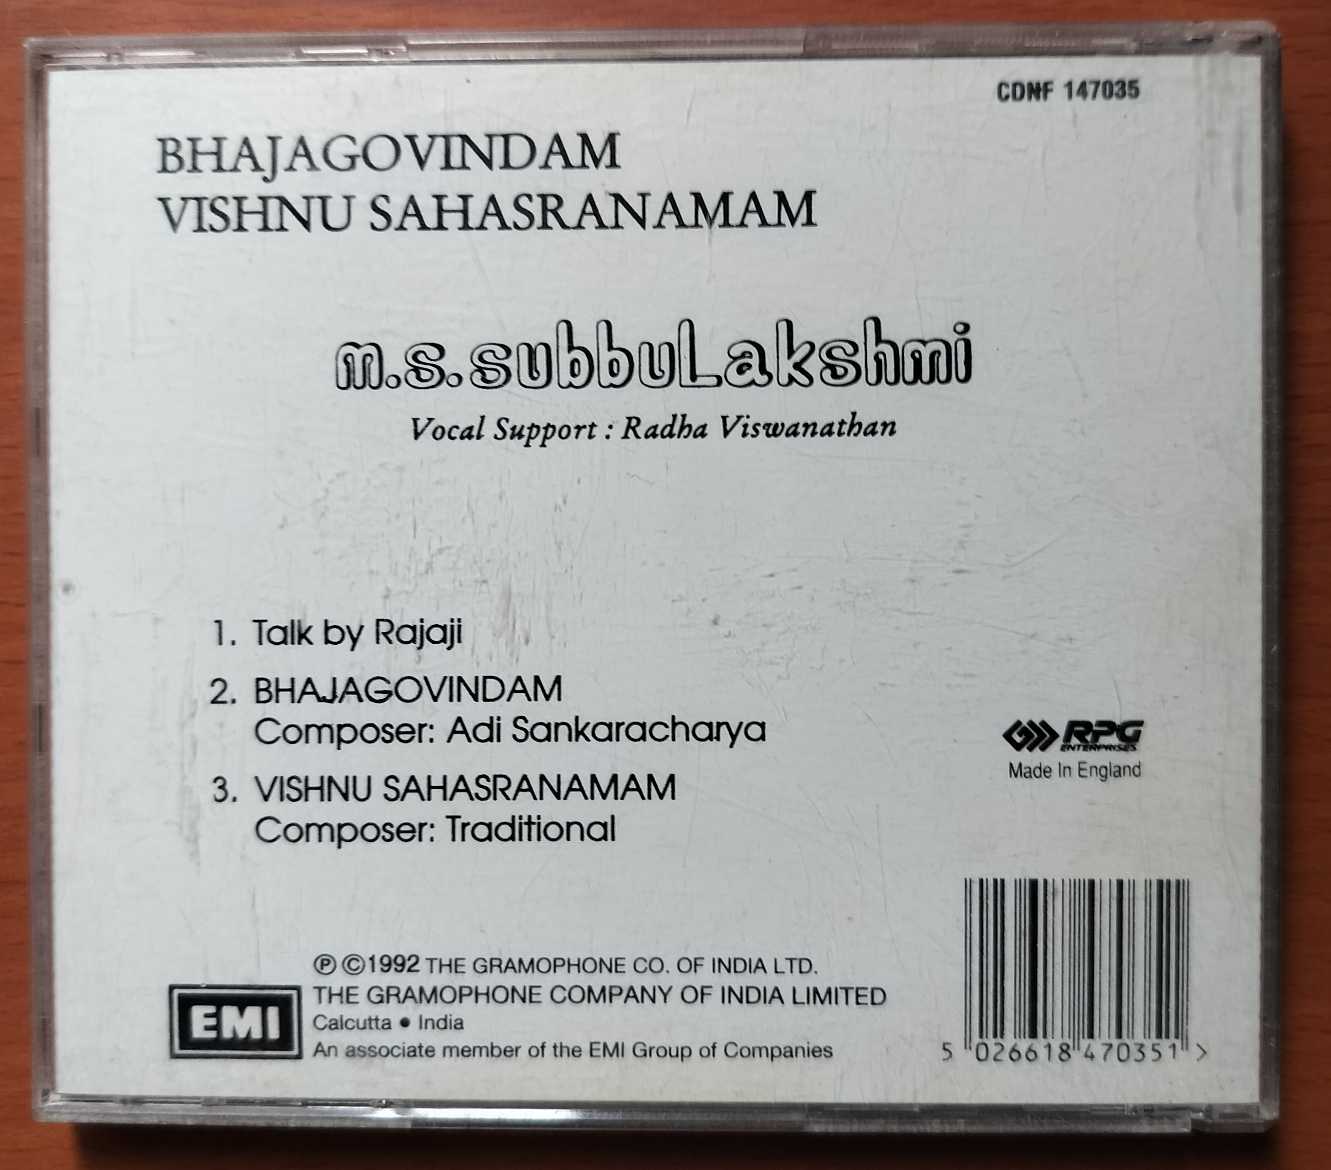 CDNF 147035
BHAJAGOVINDAM
VISHNU SAHASRANAMAM
m.s.subbuLakshmi
Vocal Support : Radha Viswanathan
1. Talk by Rajaji
2. BHAJAGOVINDAM
Composer: Adi Sankaracharya
3. VISHNU SAHASRANAMAM
Composer: Traditional
RPG
ENTERPRISES
Made In England
℗ ©1992 THE GRAMOPHONE CO. OF INDIA LTD.
THE GRAMOPHONE COMPANY OF INDIA LIMITED
EMI
Calcutta • India
An associate member of the EMI Group of Companies
5 026618 470351 >